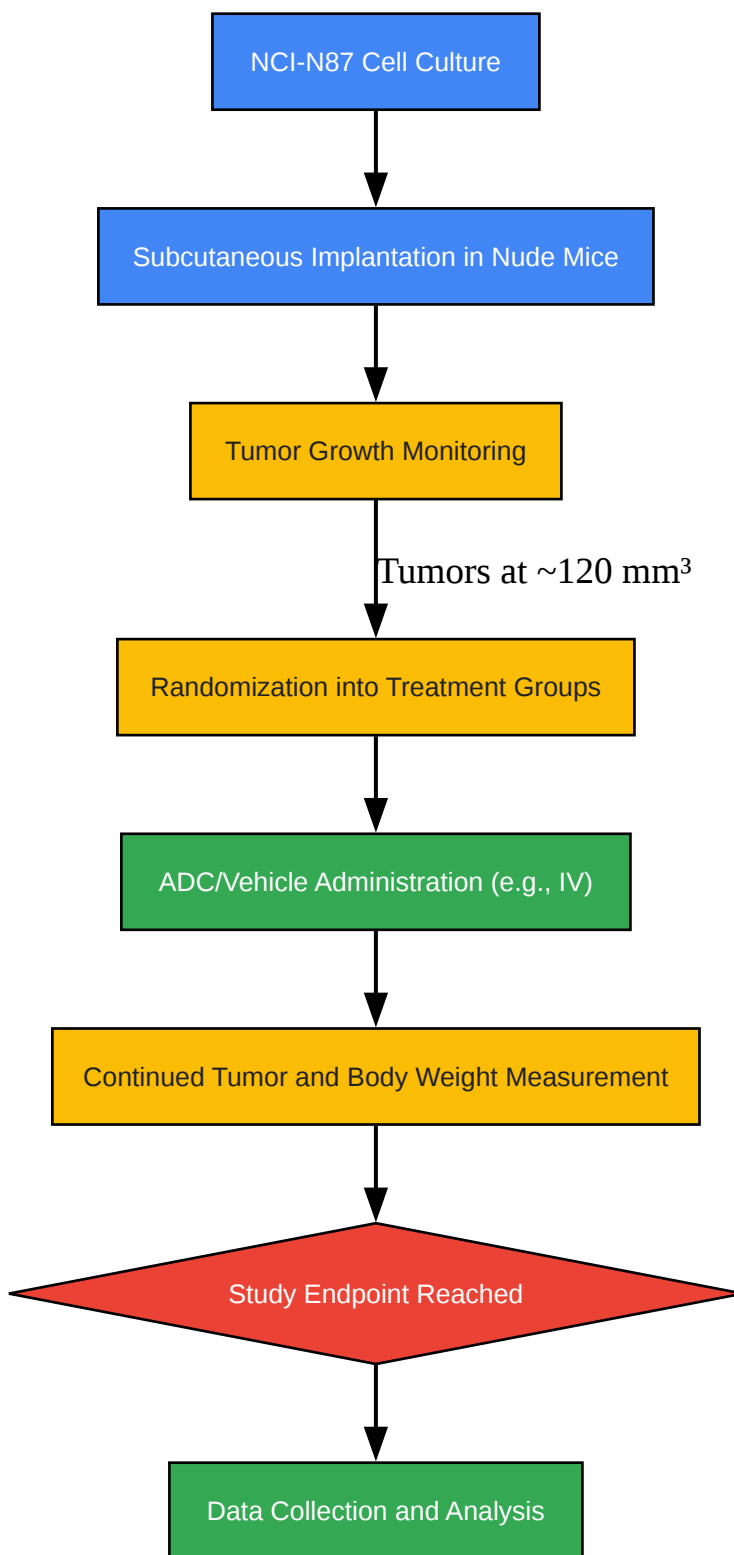 NCI-N87 Cell Culture
Subcutaneous Implantation in Nude Mice
Tumor Growth Monitoring
Tumors at ~120 mm³
Randomization into Treatment Groups
ADC/Vehicle Administration (e.g., IV)
Continued Tumor and Body Weight Measurement
Study Endpoint Reached
Data Collection and Analysis